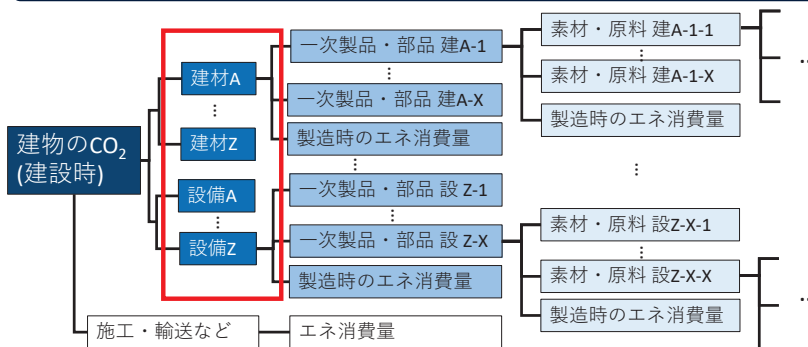 建物のCO₂
(建設時)
建材A
⋮
建材Z
設備A
⋮
設備Z
施工・輸送など
一次製品・部品 建A-1
⋮
一次製品・部品 建A-X
製造時のエネ消費量
⋮
一次製品・部品 設 Z-1
⋮
一次製品・部品 設 Z-X
製造時のエネ消費量
エネ消費量
素材・原料 建A-1-1
⋮
素材・原料 建A-1-X
製造時のエネ消費量
⋮
素材・原料 設Z-X-1
⋮
素材・原料 設Z-X-X
製造時のエネ消費量